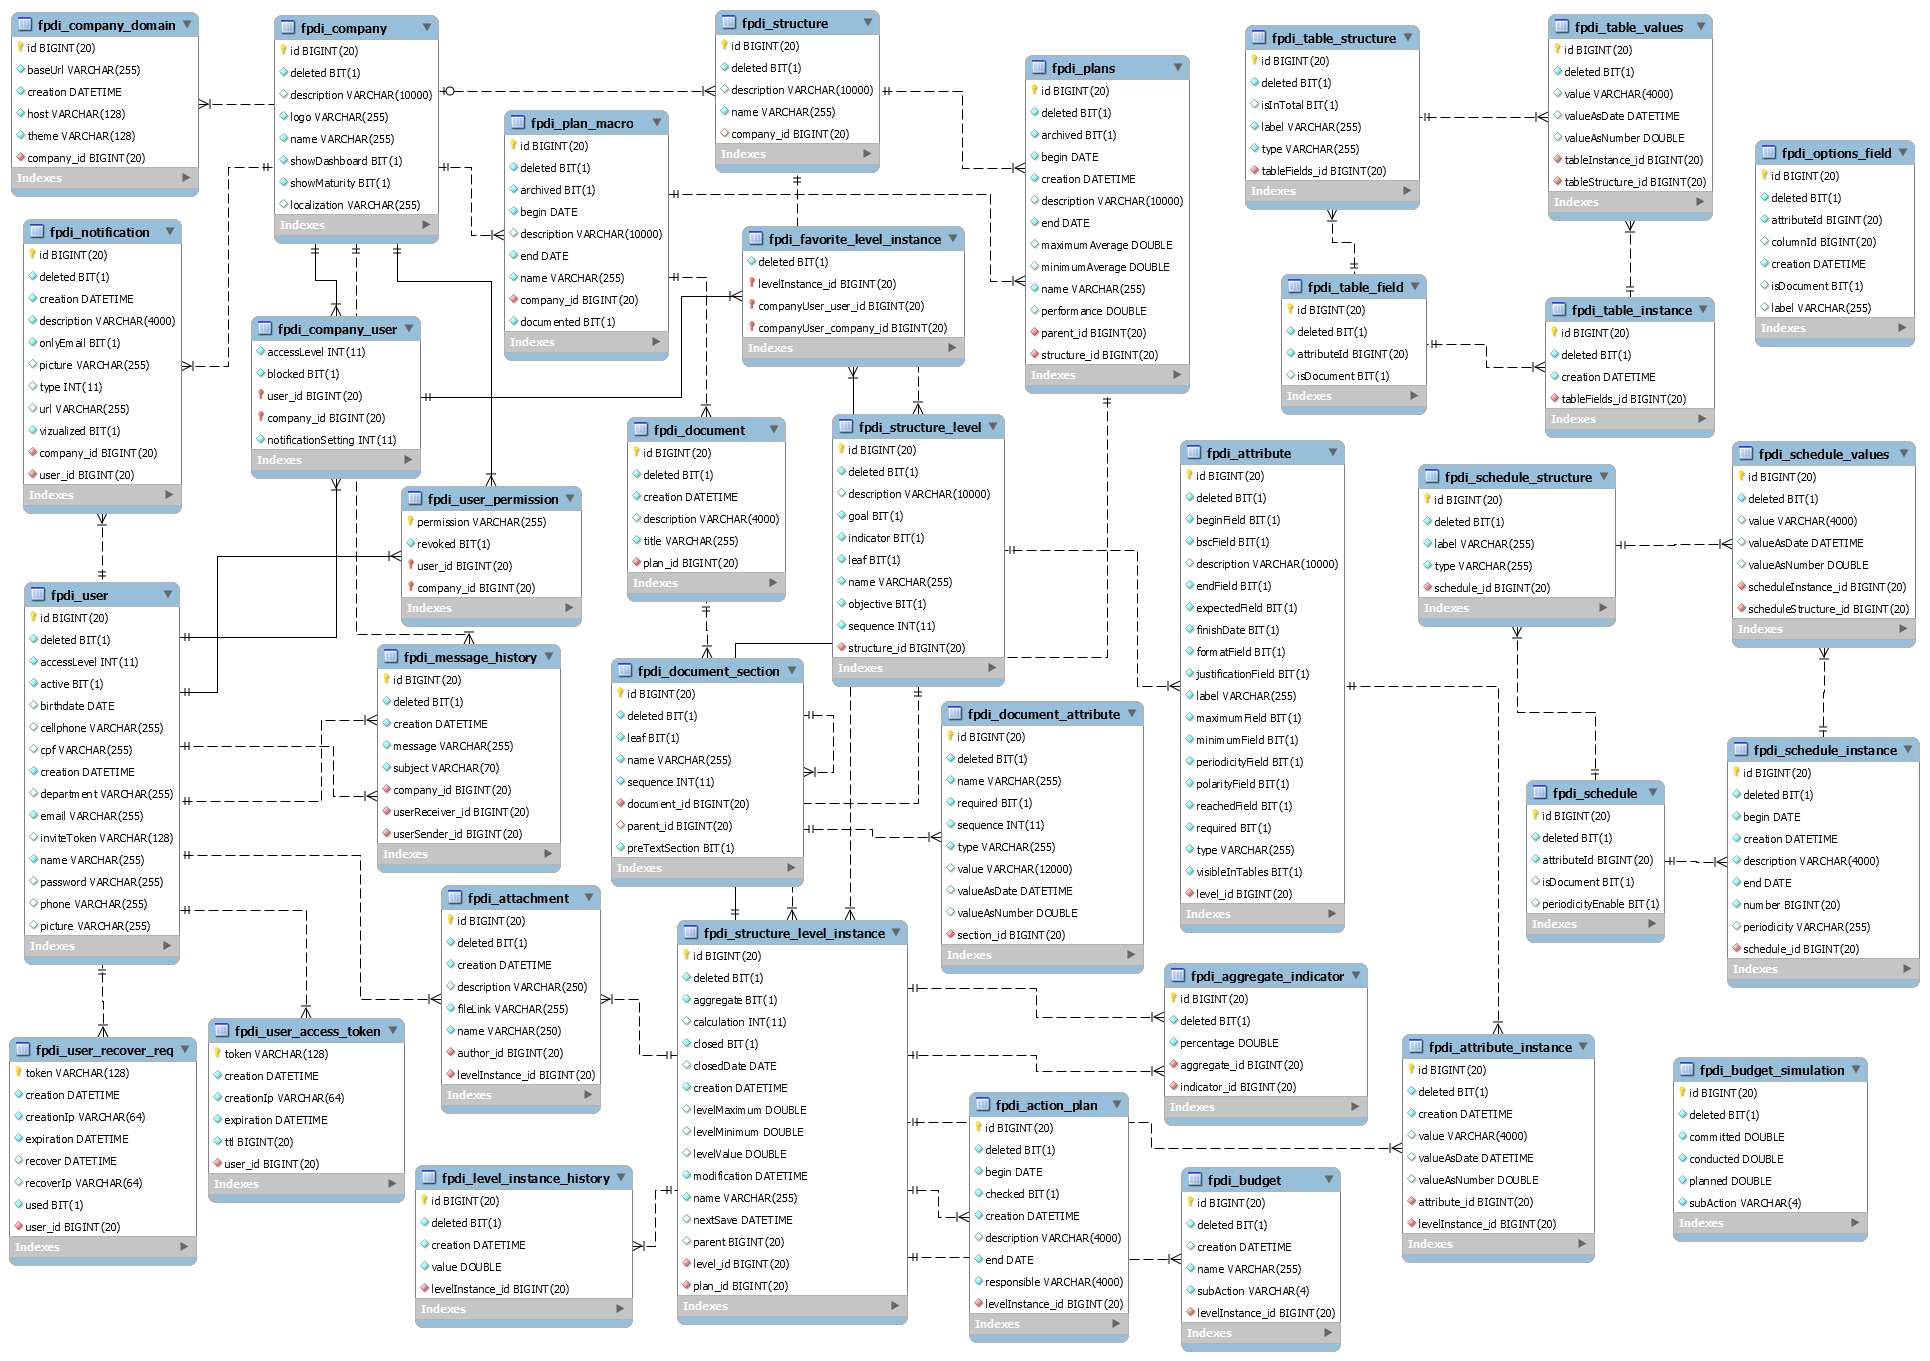 fpdi_company_domain
id BIGINT(20)
baseUrl VARCHAR(255)
creation DATETIME
host VARCHAR(128)
theme VARCHAR(128)
company_id BIGINT(20)
Indexes
fpdi_company
id BIGINT(20)
deleted BIT(1)
description VARCHAR(10000)
logo VARCHAR(255)
name VARCHAR(255)
showDashboard BIT(1)
showMaturity BIT(1)
localization VARCHAR(255)
Indexes
fpdi_structure
id BIGINT(20)
deleted BIT(1)
description VARCHAR(10000)
name VARCHAR(255)
company_id BIGINT(20)
Indexes
fpdi_plan_macro
id BIGINT(20)
deleted BIT(1)
archived BIT(1)
begin DATE
description VARCHAR(10000)
end DATE
name VARCHAR(255)
company_id BIGINT(20)
documented BIT(1)
Indexes
fpdi_plans
id BIGINT(20)
deleted BIT(1)
archived BIT(1)
begin DATE
creation DATETIME
description VARCHAR(10000)
end DATE
maximumAverage DOUBLE
minimumAverage DOUBLE
name VARCHAR(255)
performance DOUBLE
parent_id BIGINT(20)
structure_id BIGINT(20)
Indexes
fpdi_table_structure
id BIGINT(20)
deleted BIT(1)
isInTotal BIT(1)
label VARCHAR(255)
type VARCHAR(255)
tableFields_id BIGINT(20)
Indexes
fpdi_table_values
id BIGINT(20)
deleted BIT(1)
value VARCHAR(4000)
valueAsDate DATETIME
valueAsNumber DOUBLE
tableInstance_id BIGINT(20)
tableStructure_id BIGINT(20)
Indexes
fpdi_options_field
id BIGINT(20)
deleted BIT(1)
attributeId BIGINT(20)
columnId BIGINT(20)
creation DATETIME
isDocument BIT(1)
label VARCHAR(255)
Indexes
fpdi_notification
id BIGINT(20)
deleted BIT(1)
creation DATETIME
description VARCHAR(4000)
onlyEmail BIT(1)
picture VARCHAR(255)
type INT(11)
url VARCHAR(255)
vizualized BIT(1)
company_id BIGINT(20)
user_id BIGINT(20)
Indexes
fpdi_company_user
accessLevel INT(11)
blocked BIT(1)
user_id BIGINT(20)
company_id BIGINT(20)
notificationSetting INT(11)
Indexes
fpdi_favorite_level_instance
deleted BIT(1)
levelInstance_id BIGINT(20)
companyUser_user_id BIGINT(20)
companyUser_company_id BIGINT(20)
Indexes
fpdi_table_field
id BIGINT(20)
deleted BIT(1)
attributeId BIGINT(20)
isDocument BIT(1)
Indexes
fpdi_table_instance
id BIGINT(20)
deleted BIT(1)
creation DATETIME
tableFields_id BIGINT(20)
Indexes
fpdi_user_permission
permission VARCHAR(255)
revoked BIT(1)
user_id BIGINT(20)
company_id BIGINT(20)
Indexes
fpdi_document
id BIGINT(20)
deleted BIT(1)
creation DATETIME
description VARCHAR(4000)
title VARCHAR(255)
plan_id BIGINT(20)
Indexes
fpdi_structure_level
id BIGINT(20)
deleted BIT(1)
description VARCHAR(10000)
goal BIT(1)
indicator BIT(1)
leaf BIT(1)
name VARCHAR(255)
objective BIT(1)
sequence INT(11)
structure_id BIGINT(20)
Indexes
fpdi_attribute
id BIGINT(20)
deleted BIT(1)
beginField BIT(1)
bscField BIT(1)
description VARCHAR(10000)
endField BIT(1)
expectedField BIT(1)
finishDate BIT(1)
formatField BIT(1)
justificationField BIT(1)
label VARCHAR(255)
maximumField BIT(1)
minimumField BIT(1)
periodicityField BIT(1)
polarityField BIT(1)
reachedField BIT(1)
required BIT(1)
type VARCHAR(255)
visibleInTables BIT(1)
level_id BIGINT(20)
Indexes
fpdi_schedule_structure
id BIGINT(20)
deleted BIT(1)
label VARCHAR(255)
type VARCHAR(255)
schedule_id BIGINT(20)
Indexes
fpdi_schedule_values
id BIGINT(20)
deleted BIT(1)
value VARCHAR(4000)
valueAsDate DATETIME
valueAsNumber DOUBLE
scheduleInstance_id BIGINT(20)
scheduleStructure_id BIGINT(20)
Indexes
fpdi_user
id BIGINT(20)
deleted BIT(1)
accessLevel INT(11)
active BIT(1)
birthdate DATE
cellphone VARCHAR(255)
cpf VARCHAR(255)
creation DATETIME
department VARCHAR(255)
email VARCHAR(255)
inviteToken VARCHAR(128)
name VARCHAR(255)
password VARCHAR(255)
phone VARCHAR(255)
picture VARCHAR(255)
Indexes
fpdi_message_history
id BIGINT(20)
deleted BIT(1)
creation DATETIME
message VARCHAR(255)
subject VARCHAR(70)
company_id BIGINT(20)
userReceiver_id BIGINT(20)
userSender_id BIGINT(20)
Indexes
fpdi_document_section
id BIGINT(20)
deleted BIT(1)
leaf BIT(1)
name VARCHAR(255)
sequence INT(11)
document_id BIGINT(20)
parent_id BIGINT(20)
preTextSection BIT(1)
Indexes
fpdi_document_attribute
id BIGINT(20)
deleted BIT(1)
name VARCHAR(255)
required BIT(1)
sequence INT(11)
type VARCHAR(255)
value VARCHAR(12000)
valueAsDate DATETIME
valueAsNumber DOUBLE
section_id BIGINT(20)
Indexes
fpdi_schedule
id BIGINT(20)
deleted BIT(1)
attributeId BIGINT(20)
isDocument BIT(1)
periodicityEnable BIT(1)
Indexes
fpdi_schedule_instance
id BIGINT(20)
deleted BIT(1)
begin DATE
creation DATETIME
description VARCHAR(4000)
end DATE
number BIGINT(20)
periodicity VARCHAR(255)
schedule_id BIGINT(20)
Indexes
fpdi_attachment
id BIGINT(20)
deleted BIT(1)
creation DATETIME
description VARCHAR(250)
fileLink VARCHAR(255)
name VARCHAR(250)
author_id BIGINT(20)
levelInstance_id BIGINT(20)
Indexes
fpdi_structure_level_instance
id BIGINT(20)
deleted BIT(1)
aggregate BIT(1)
calculation INT(11)
closed BIT(1)
closedDate DATE
creation DATETIME
levelMaximum DOUBLE
levelMinimum DOUBLE
levelValue DOUBLE
modification DATETIME
name VARCHAR(255)
nextSave DATETIME
parent BIGINT(20)
level_id BIGINT(20)
plan_id BIGINT(20)
Indexes
fpdi_aggregate_indicator
id BIGINT(20)
deleted BIT(1)
percentage DOUBLE
aggregate_id BIGINT(20)
indicator_id BIGINT(20)
Indexes
fpdi_user_recover_req
token VARCHAR(128)
creation DATETIME
creationIp VARCHAR(64)
expiration DATETIME
recover DATETIME
recoverIp VARCHAR(64)
used BIT(1)
user_id BIGINT(20)
Indexes
fpdi_user_access_token
token VARCHAR(128)
creation DATETIME
creationIp VARCHAR(64)
expiration DATETIME
ttl BIGINT(20)
user_id BIGINT(20)
Indexes
fpdi_level_instance_history
id BIGINT(20)
deleted BIT(1)
creation DATETIME
value DOUBLE
levelInstance_id BIGINT(20)
Indexes
fpdi_action_plan
id BIGINT(20)
deleted BIT(1)
begin DATE
checked BIT(1)
creation DATETIME
description VARCHAR(4000)
end DATE
responsible VARCHAR(4000)
levelInstance_id BIGINT(20)
Indexes
fpdi_budget
id BIGINT(20)
deleted BIT(1)
creation DATETIME
name VARCHAR(255)
subAction VARCHAR(4)
levelInstance_id BIGINT(20)
Indexes
fpdi_attribute_instance
id BIGINT(20)
deleted BIT(1)
creation DATETIME
value VARCHAR(4000)
valueAsDate DATETIME
valueAsNumber DOUBLE
attribute_id BIGINT(20)
levelInstance_id BIGINT(20)
Indexes
fpdi_budget_simulation
id BIGINT(20)
deleted BIT(1)
committed DOUBLE
conducted DOUBLE
planned DOUBLE
subAction VARCHAR(4)
Indexes